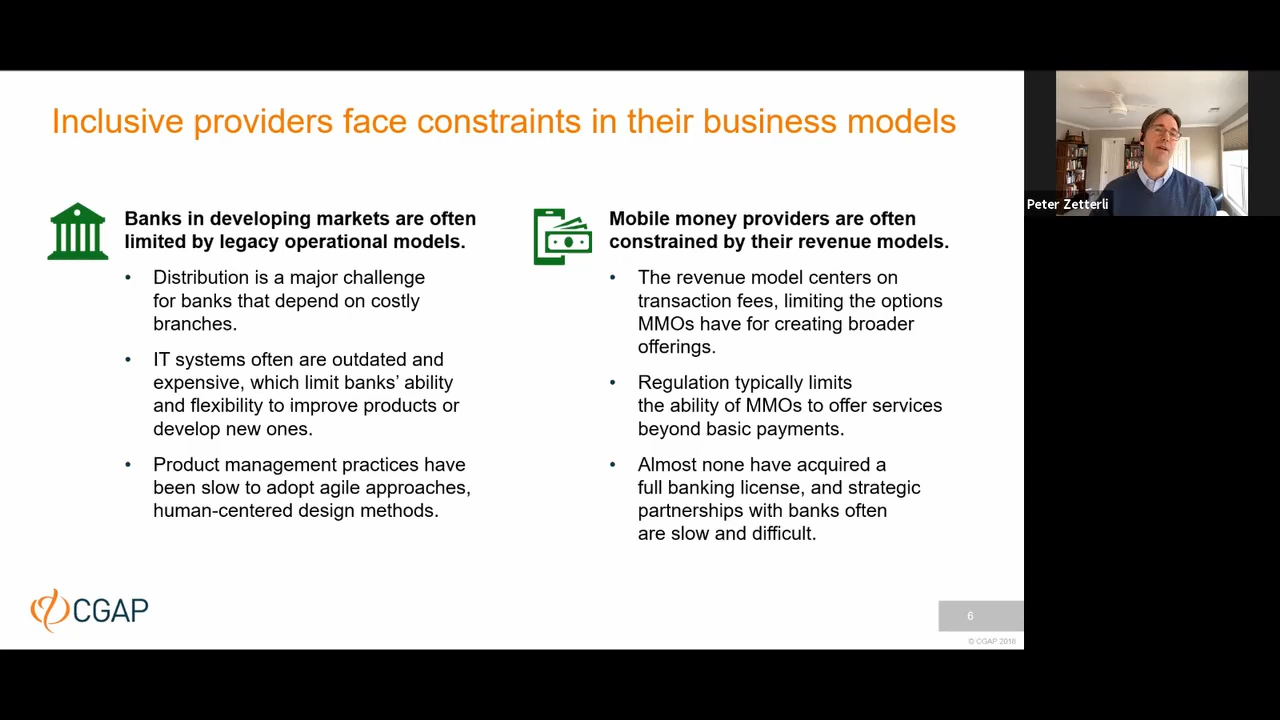 Inclusive providers face constraints in their business models
Banks in developing markets are often
limited by legacy operational models.
• Distribution is a major challenge
for banks that depend on costly
branches.
• IT systems often are outdated and
expensive, which limit banks’ ability
and flexibility to improve products or
develop new ones.
• Product management practices have
been slow to adopt agile approaches,
human-centered design methods.
Mobile money providers are often
constrained by their revenue models.
• The revenue model centers on
transaction fees, limiting the options
MMOs have for creating broader
offerings.
• Regulation typically limits
the ability of MMOs to offer services
beyond basic payments.
• Almost none have acquired a
full banking license, and strategic
partnerships with banks often
are slow and difficult.
CGAP
6
© CGAP 2018
Peter Zetterli